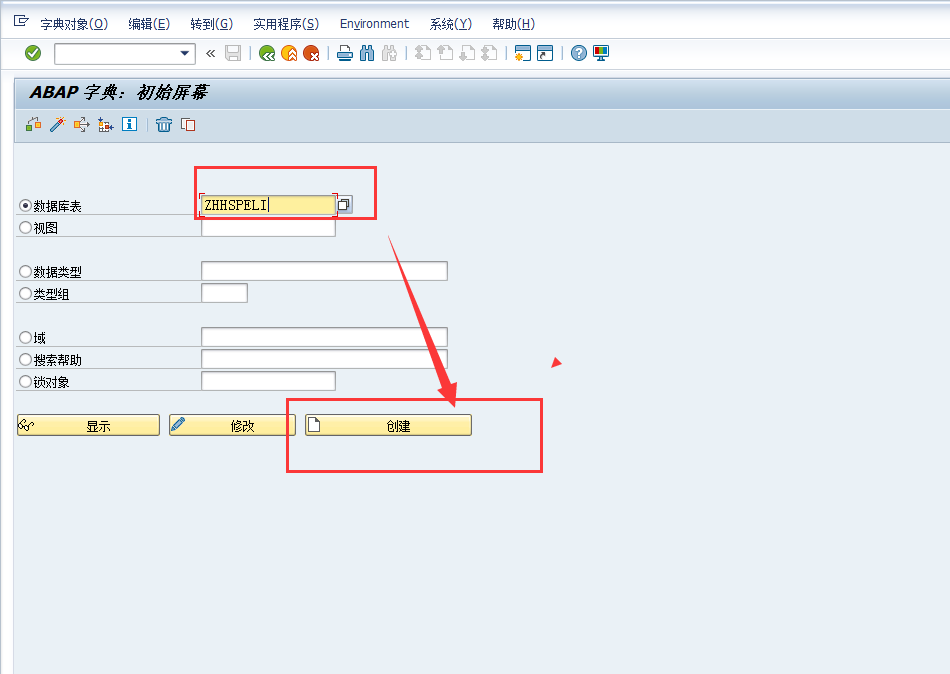 字典对象(O) 编辑(E) 转到(G) 实用程序(S) Environment 系统(Y) 帮助(H)
ABAP 字典：初始屏幕
数据库表 ZHHSPELI
视图
数据类型
类型组
域
搜索帮助
锁对象
显示 修改 创建